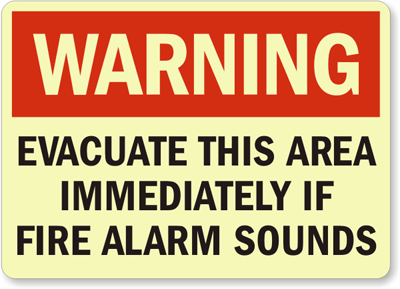 WARNING
EVACUATE THIS AREA
IMMEDIATELY IF
FIRE ALARM SOUNDS